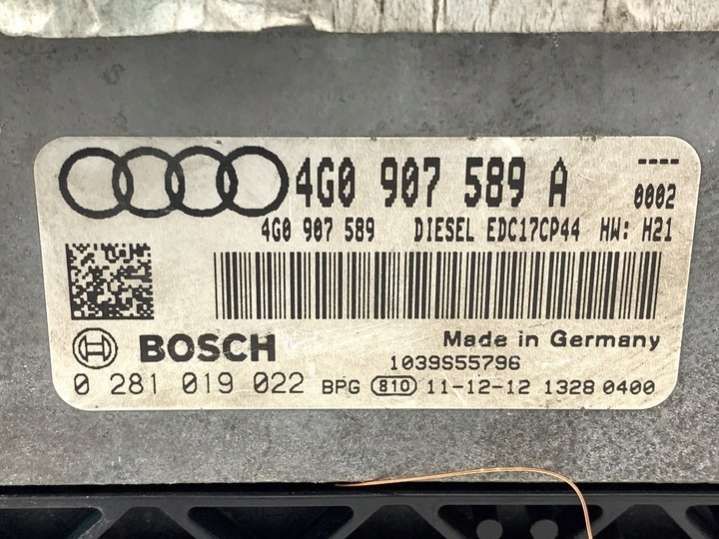 4G0 907 589 A ----
0002
4G0 907 589 DIESEL EDC17CP44 HW: H21
BOSCH Made in Germany
1039S55796
0 281 019 022 BPG 810 11-12-12 1328 0400